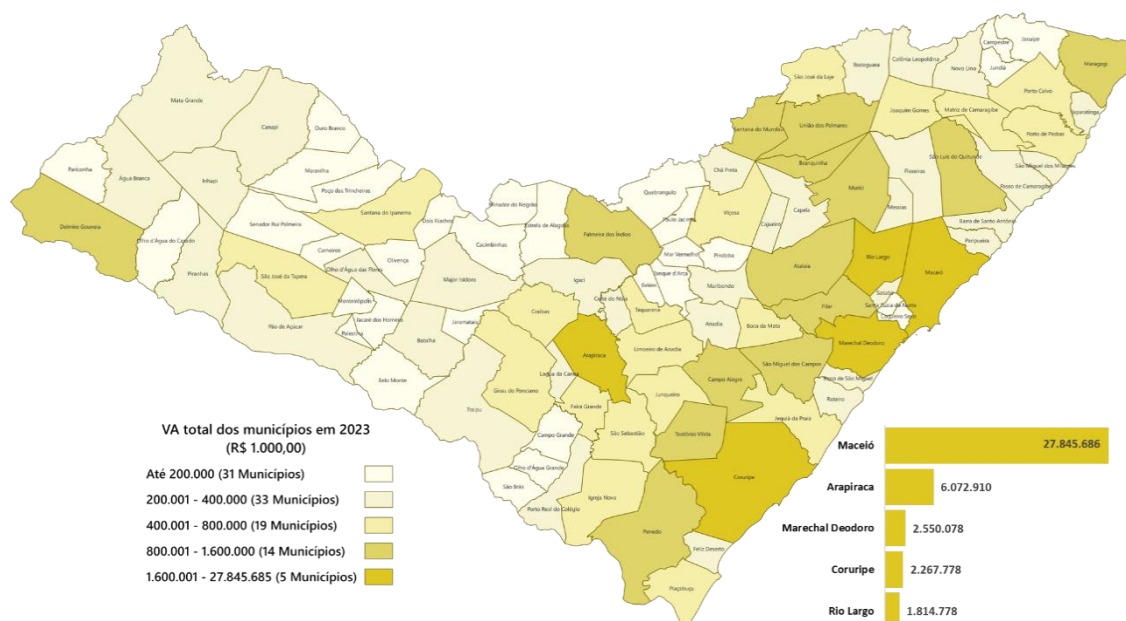 Jacuípe
Campestre
Colônia Leopoldina
Ibateguara
Novo Lino
Jundiá
Maragogi
São José da Laje
Porto Calvo
Mata Grande
Joaquim Gomes
Matriz de Camaragibe
Japaratinga
Ouro Branco
Canapi
Santana do Mundaú
União dos Palmares
Porto de Pedras
Pariconha
Maravilha
Branquinha
São Luís do Quitunde
São Miguel dos Milagres
Água Branca
Inhapi
Chã Preta
Flexeiras
Poço das Trincheiras
Quebrangulo
Murici
Passo de Camaragibe
Minador do Negrão
Viçosa
Capela
Messias
Santana do Ipanema
Dois Riachos
Estrela de Alagoas
Paulo Jacinto
Cajueiro
Barra de Santo Antônio
Senador Rui Palmeira
Delmiro Gouveia
Palmeira dos Índios
Paripueira
Olho d'Água do Casado
Carneiros
Cacimbinhas
Mar Vermelho
Pindoba
Rio Largo
Olivença
Atalaia
Maceió
Piranhas
São José da Tapera
Olho d'Água das Flores
Major Isidoro
Igaci
Belém
Tanque d'Arca
Maribondo
Satuba
Monteirópolis
Coité do Nóia
Santa Luzia do Norte
Pilar
Coqueiro Seco
Craíbas
Taquarana
Pão de Açúcar
Jacaré dos Homens
Jaramataia
Anadia
Boca da Mata
Palestina
Batalha
Marechal Deodoro
Arapiraca
Limoeiro de Anadia
São Miguel dos Campos
Belo Monte
Lagoa da Canoa
Campo Alegre
Barra de São Miguel
Girau do Ponciano
Junqueiro
Roteiro
Traipu
Feira Grande
Jequiá da Praia
VA total dos municípios em 2023
(R$ 1.000,00)
Campo Grande
São Sebastião
Teotônio Vilela
Até 200.000 (31 Municípios)
200.001 - 400.000 (33 Municípios)
400.001 - 800.000 (19 Municípios)
800.001 - 1.600.000 (14 Municípios)
1.600.001 - 27.845.685 (5 Municípios)
Olho d'Água Grande
São Brás
Coruripe
Igreja Nova
Porto Real do Colégio
Penedo
Feliz Deserto
Piaçabuçu
Maceió 27.845.686
Arapiraca 6.072.910
Marechal Deodoro 2.550.078
Coruripe 2.267.778
Rio Largo 1.814.778